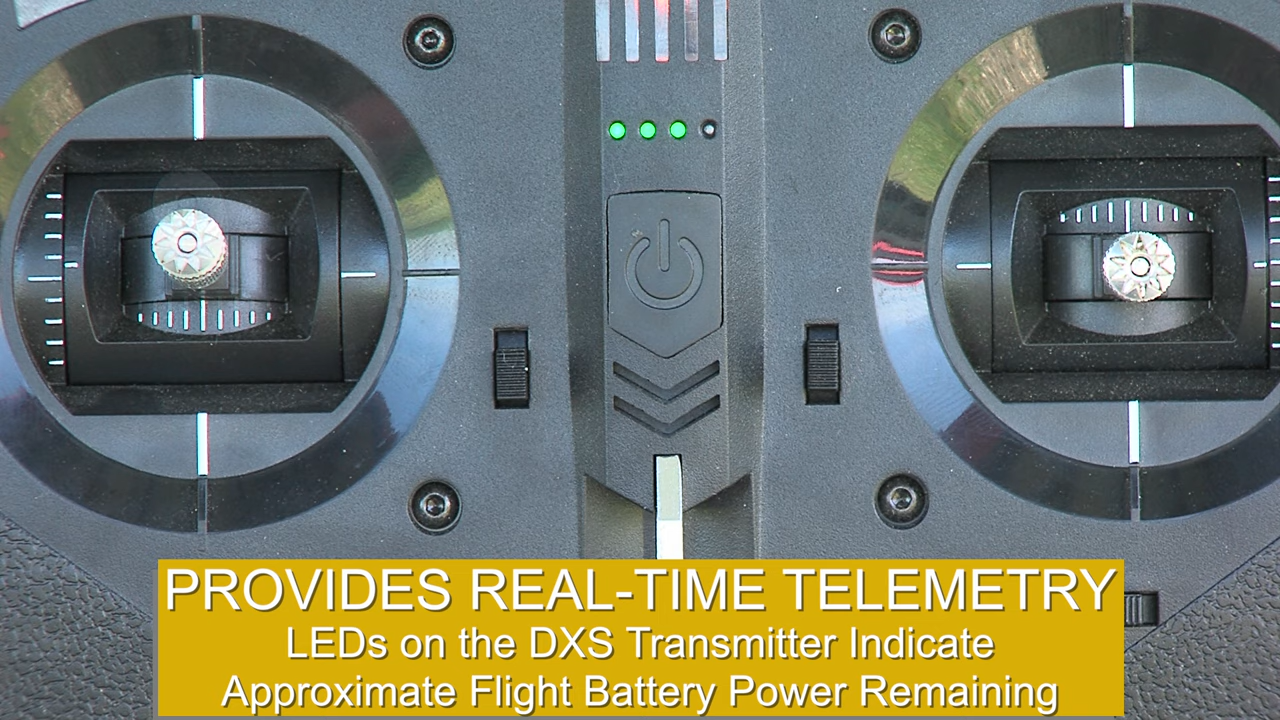 PROVIDES REAL-TIME TELEMETRY
LEDs on the DXS Transmitter Indicate
Approximate Flight Battery Power Remaining